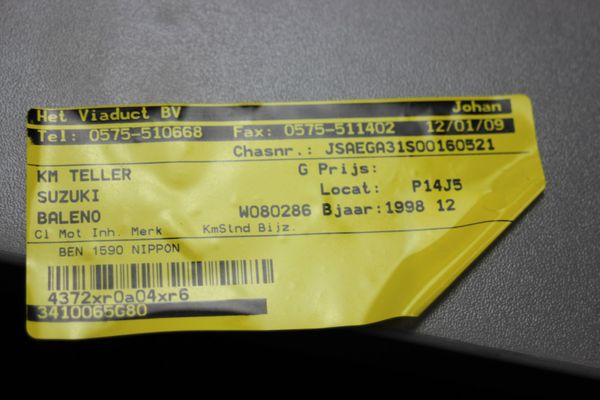 Het Viaduct BV Johan
Tel: 0575-510668 Fax: 0575-511402 12/01/09
Chasnr.: JSAEGA31S00160521
KM TELLER G Prijs:
SUZUKI Locat: P14J5
BALENO W080286 Bjaar:1998 12
Cl Mot Inh. Merk KmStnd Bijz.
BEN 1590 NIPPON
4372xr0a04xr6
3410065G80